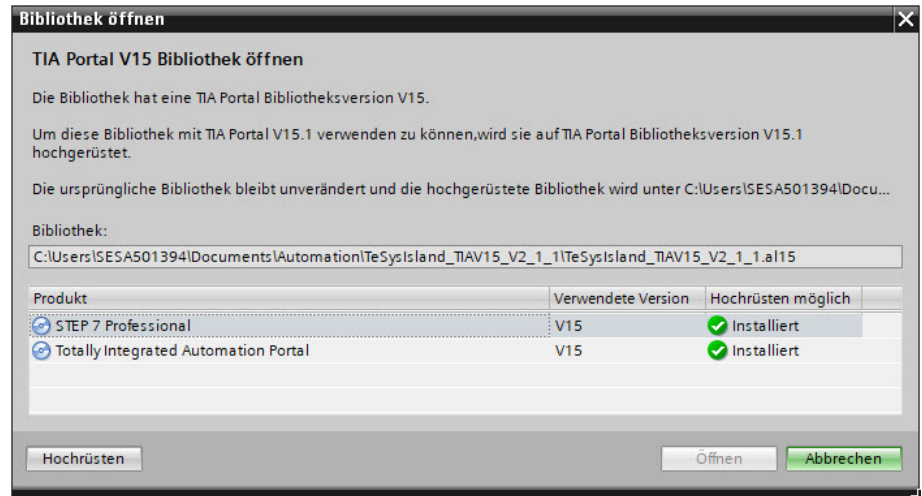 Bibliothek öffnen
TIA Portal V15 Bibliothek öffnen
Die Bibliothek hat eine TIA Portal Bibliotheksversion V15.
Um diese Bibliothek mit TIA Portal V15.1 verwenden zu können,wird sie auf TIA Portal Bibliotheksversion V15.1
hochgerüstet.
Die ursprüngliche Bibliothek bleibt unverändert und die hochgerüstete Bibliothek wird unter C:\Users\SESA501394\Docu...
Bibliothek:
C:\Users\SESA501394\Documents\Automation\TeSysIsland_TIAV15_V2_1_1\TeSysIsland_TIAV15_V2_1_1.al15
Produkt Verwendete Version Hochrüsten möglich
STEP 7 Professional V15 Installiert
Totally Integrated Automation Portal V15 Installiert
Hochrüsten Öffnen Abbrechen